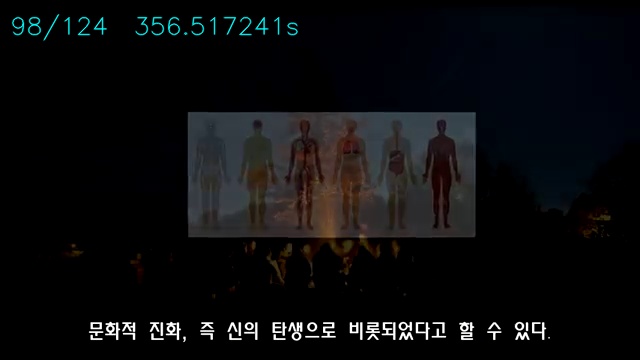 98/124 356.517241s
문화적 진화, 즉 신의 탄생으로 비롯되었다고 할 수 있다.